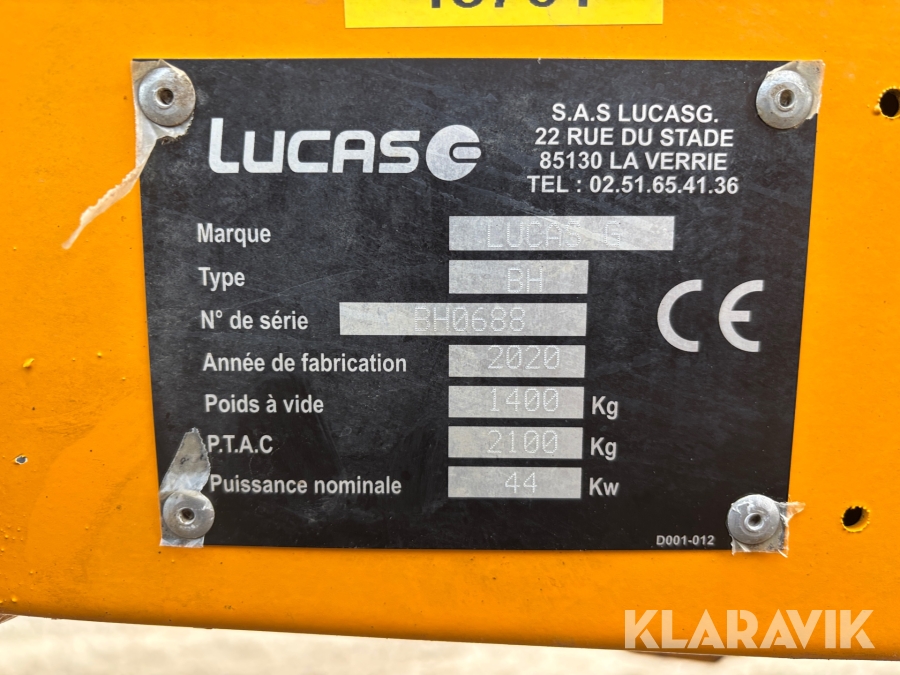 LUCAS G
S.A.S LUCASG.
22 RUE DU STADE
85130 LA VERRIE
TEL : 02.51.65.41.36
Marque LUCAS G
Type BH
N° de série BH0688
Année de fabrication 2020
Poids à vide 1400 Kg
P.T.A.C 2100 Kg
Puissance nominale 44 Kw
CE
D001-012
KLARAVIK